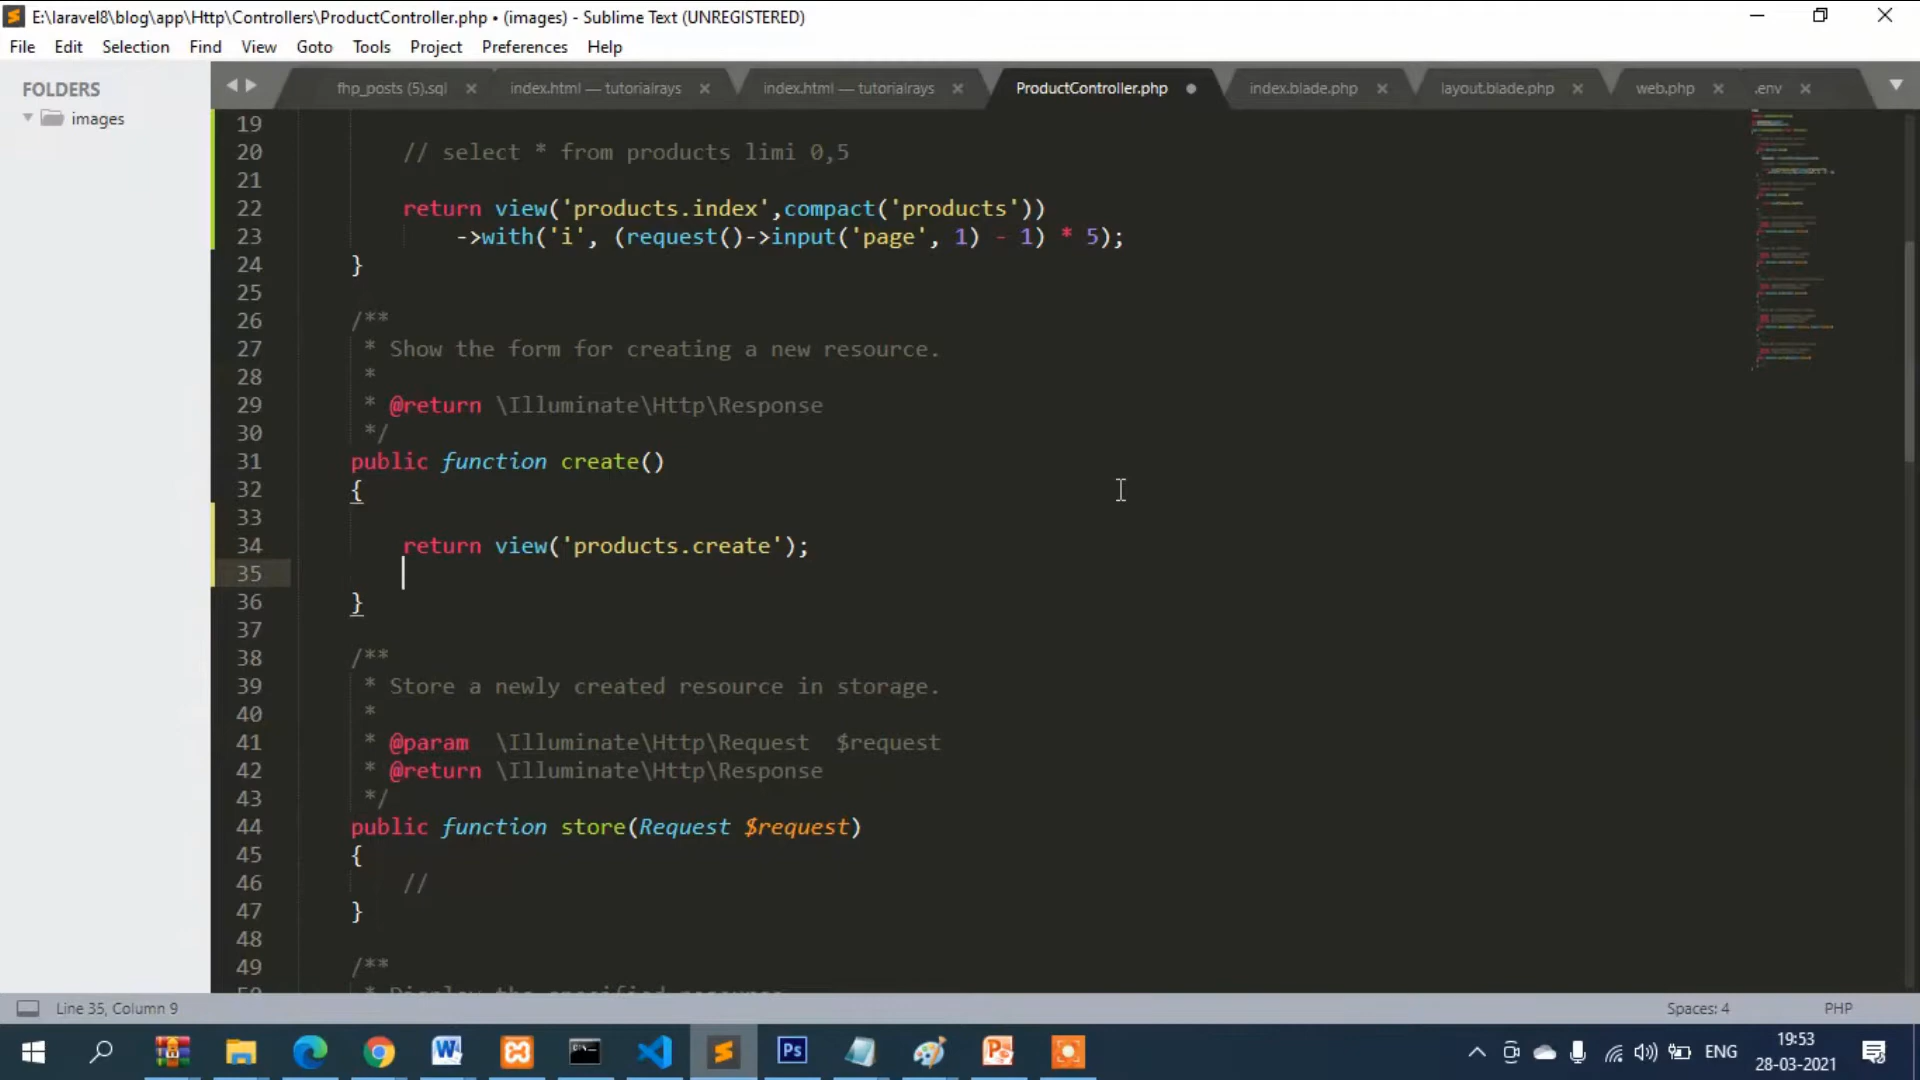 E:\laravel8\blog\app\Http\Controllers\ProductController.php • (images) - Sublime Text (UNREGISTERED)
File Edit Selection Find View Goto Tools Project Preferences Help
FOLDERS
images
fhp_posts (5).sql index.html — tutorialrays index.html — tutorialrays ProductController.php index.blade.php layout.blade.php web.php .env
19
20 // select * from products limi 0,5
21
22 return view('products.index',compact('products'))
23 ->with('i', (request()->input('page', 1) - 1) * 5);
24 }
25
26 /**
27 * Show the form for creating a new resource.
28 *
29 * @return \Illuminate\Http\Response
30 */
31 public function create()
32 {
33
34 return view('products.create');
35
36 }
37
38 /**
39 * Store a newly created resource in storage.
40 *
41 * @param  \Illuminate\Http\Request  $request
42 * @return \Illuminate\Http\Response
43 */
44 public function store(Request $request)
45 {
46 //
47 }
48
49 /**
Line 35, Column 9 Spaces: 4 PHP
Ps
ENG
19:53
28-03-2021